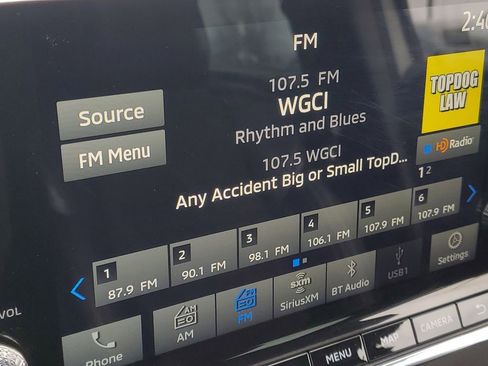 FM
2:40
107.5 FM
WGCI
Rhythm and Blues
107.5 WGCI
Any Accident Big or Small TopD...
Source
FM Menu
TOPDOG
LAW
HD Radio
1 2
1
87.9 FM
2
90.1 FM
3
98.1 FM
4
106.1 FM
5
107.9 FM
6
107.9 FM
VOL
Phone
AM
AM
FM
FM
sxm
SiriusXM
BT Audio
USB1
Settings
MENU
MAP
CAMERA